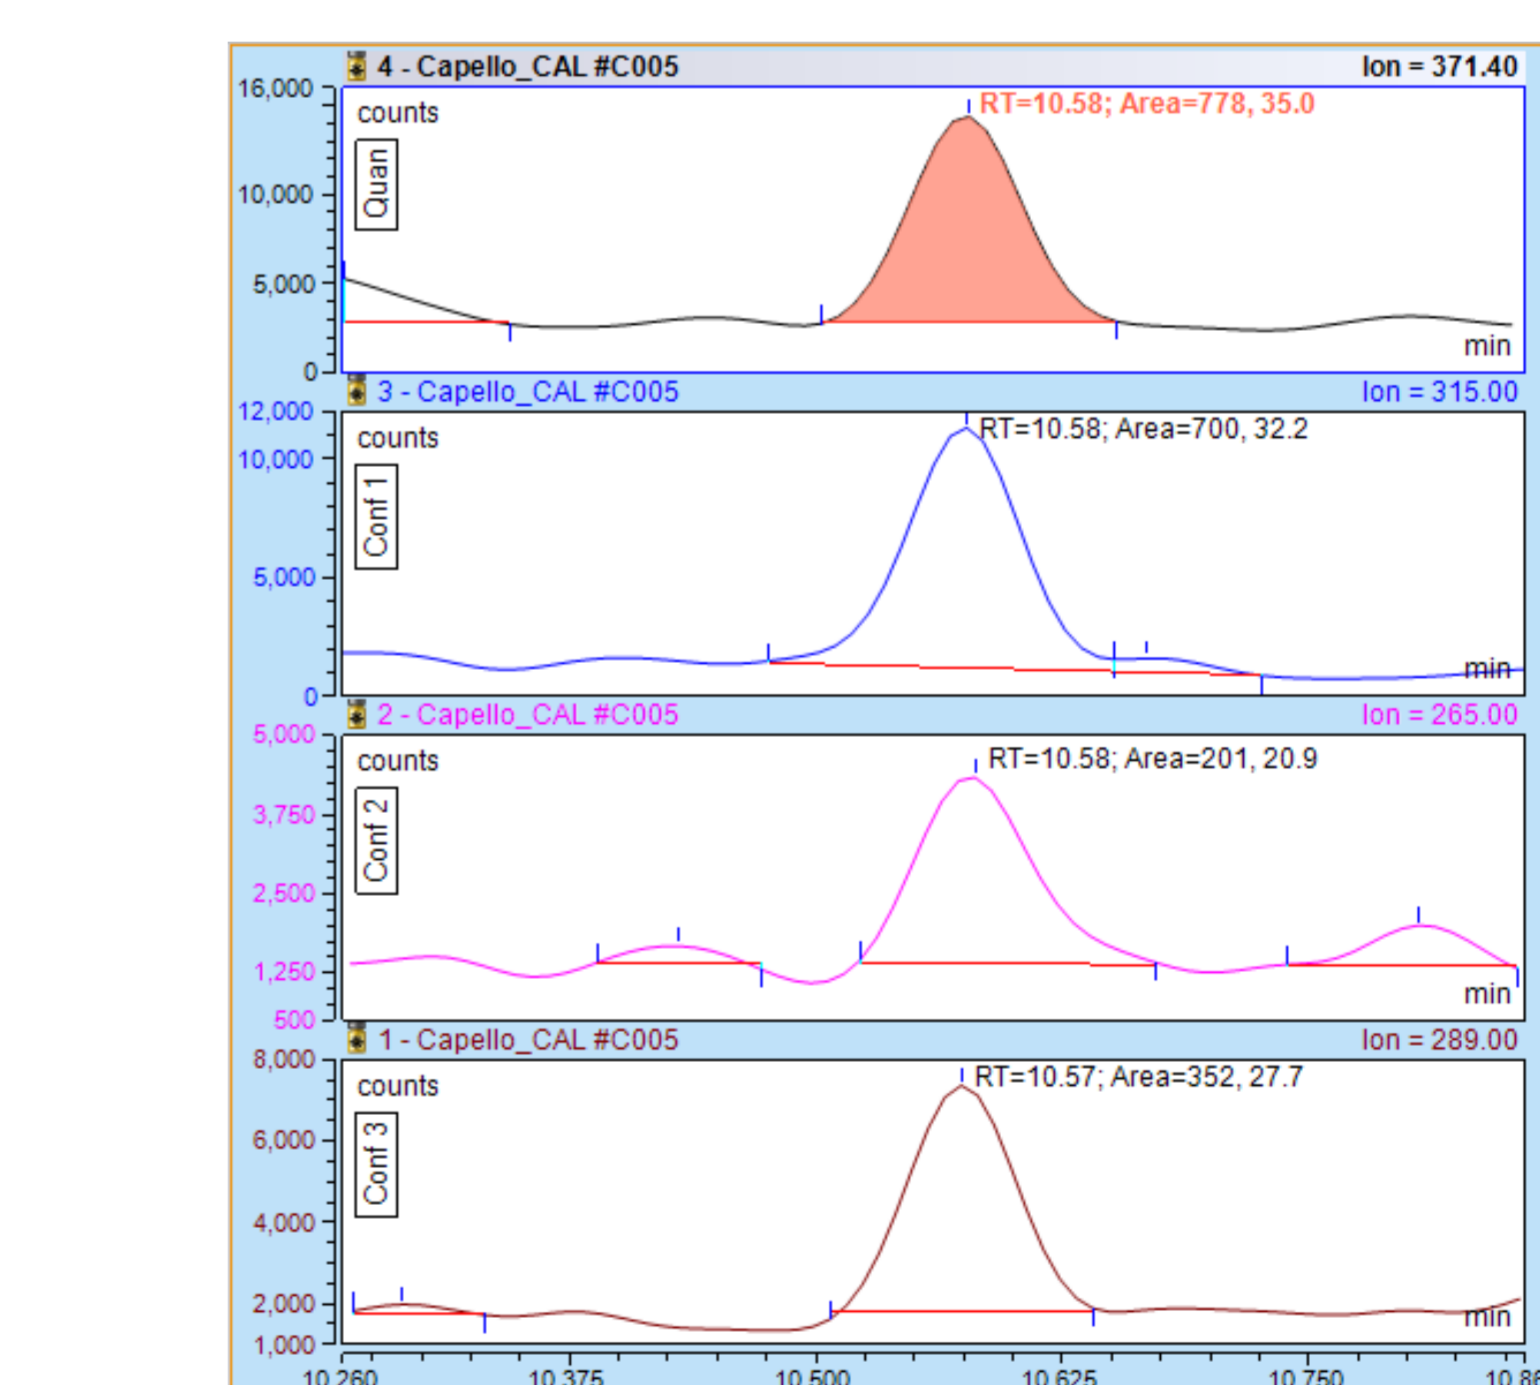 4 - Capello_CAL #C005 Ion = 371.40
16,000
counts
RT=10.58; Area=778, 35.0
Quan
10,000
5,000
0
min
3 - Capello_CAL #C005 Ion = 315.00
12,000
counts
RT=10.58; Area=700, 32.2
10,000
Conf 1
5,000
0
min
2 - Capello_CAL #C005 Ion = 265.00
5,000
counts
RT=10.58; Area=201, 20.9
3,750
Conf 2
2,500
1,250
min
500
1 - Capello_CAL #C005 Ion = 289.00
8,000
counts
RT=10.57; Area=352, 27.7
6,000
Conf 3
4,000
2,000
min
1,000
10.260 10.375 10.500 10.625 10.750